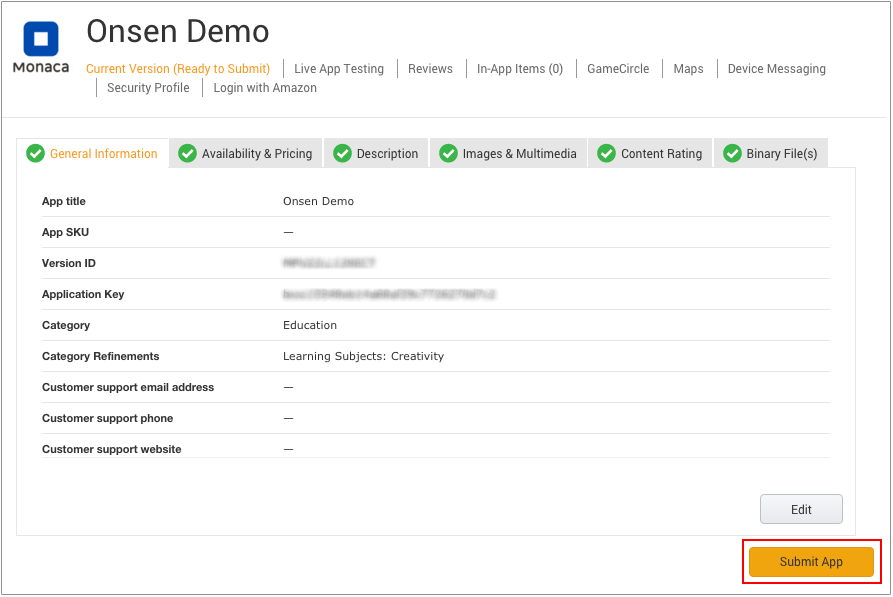 Onsen Demo
Monaca
Current Version (Ready to Submit) Live App Testing Reviews In-App Items (0) GameCircle Maps Device Messaging
Security Profile Login with Amazon
General Information Availability & Pricing Description Images & Multimedia Content Rating Binary File(s)
App title Onsen Demo
App SKU —
Version ID
Application Key
Category Education
Category Refinements Learning Subjects: Creativity
Customer support email address —
Customer support phone —
Customer support website —
Edit
Submit App